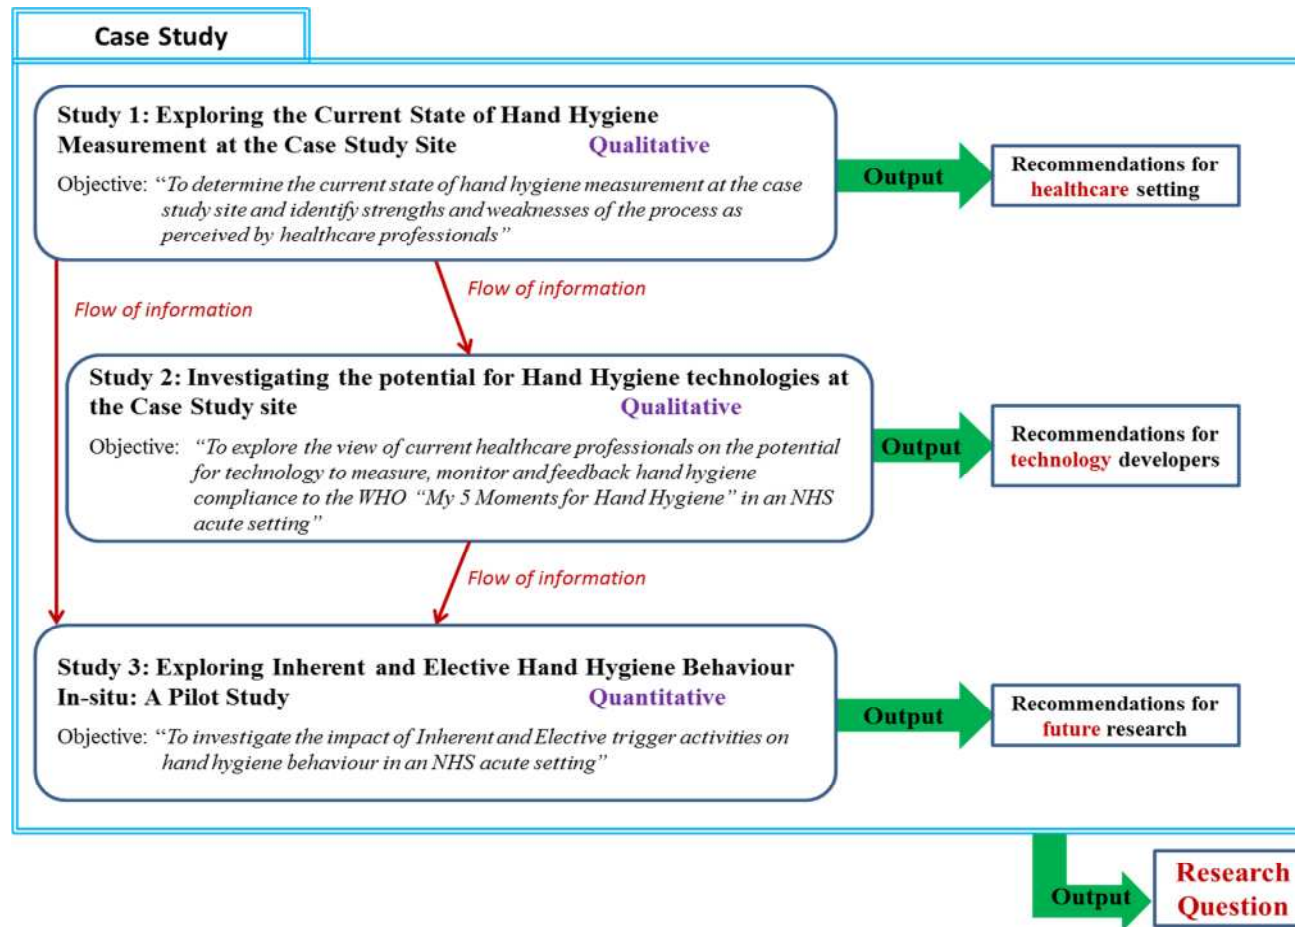 Case Study
Study 1: Exploring the Current State of Hand Hygiene
Measurement at the Case Study Site Qualitative
Objective: “To determine the current state of hand hygiene measurement at the case
study site and identify strengths and weaknesses of the process as
perceived by healthcare professionals”
Output
Recommendations for
healthcare setting
Flow of information
Flow of information
Study 2: Investigating the potential for Hand Hygiene technologies at
the Case Study site Qualitative
Objective: “To explore the view of current healthcare professionals on the potential
for technology to measure, monitor and feedback hand hygiene
compliance to the WHO “My 5 Moments for Hand Hygiene” in an NHS
acute setting”
Output
Recommendations for
technology developers
Flow of information
Study 3: Exploring Inherent and Elective Hand Hygiene Behaviour
In-situ: A Pilot Study Quantitative
Objective: “To investigate the impact of Inherent and Elective trigger activities on
hand hygiene behaviour in an NHS acute setting”
Output
Recommendations for
future research
Output
Research
Question